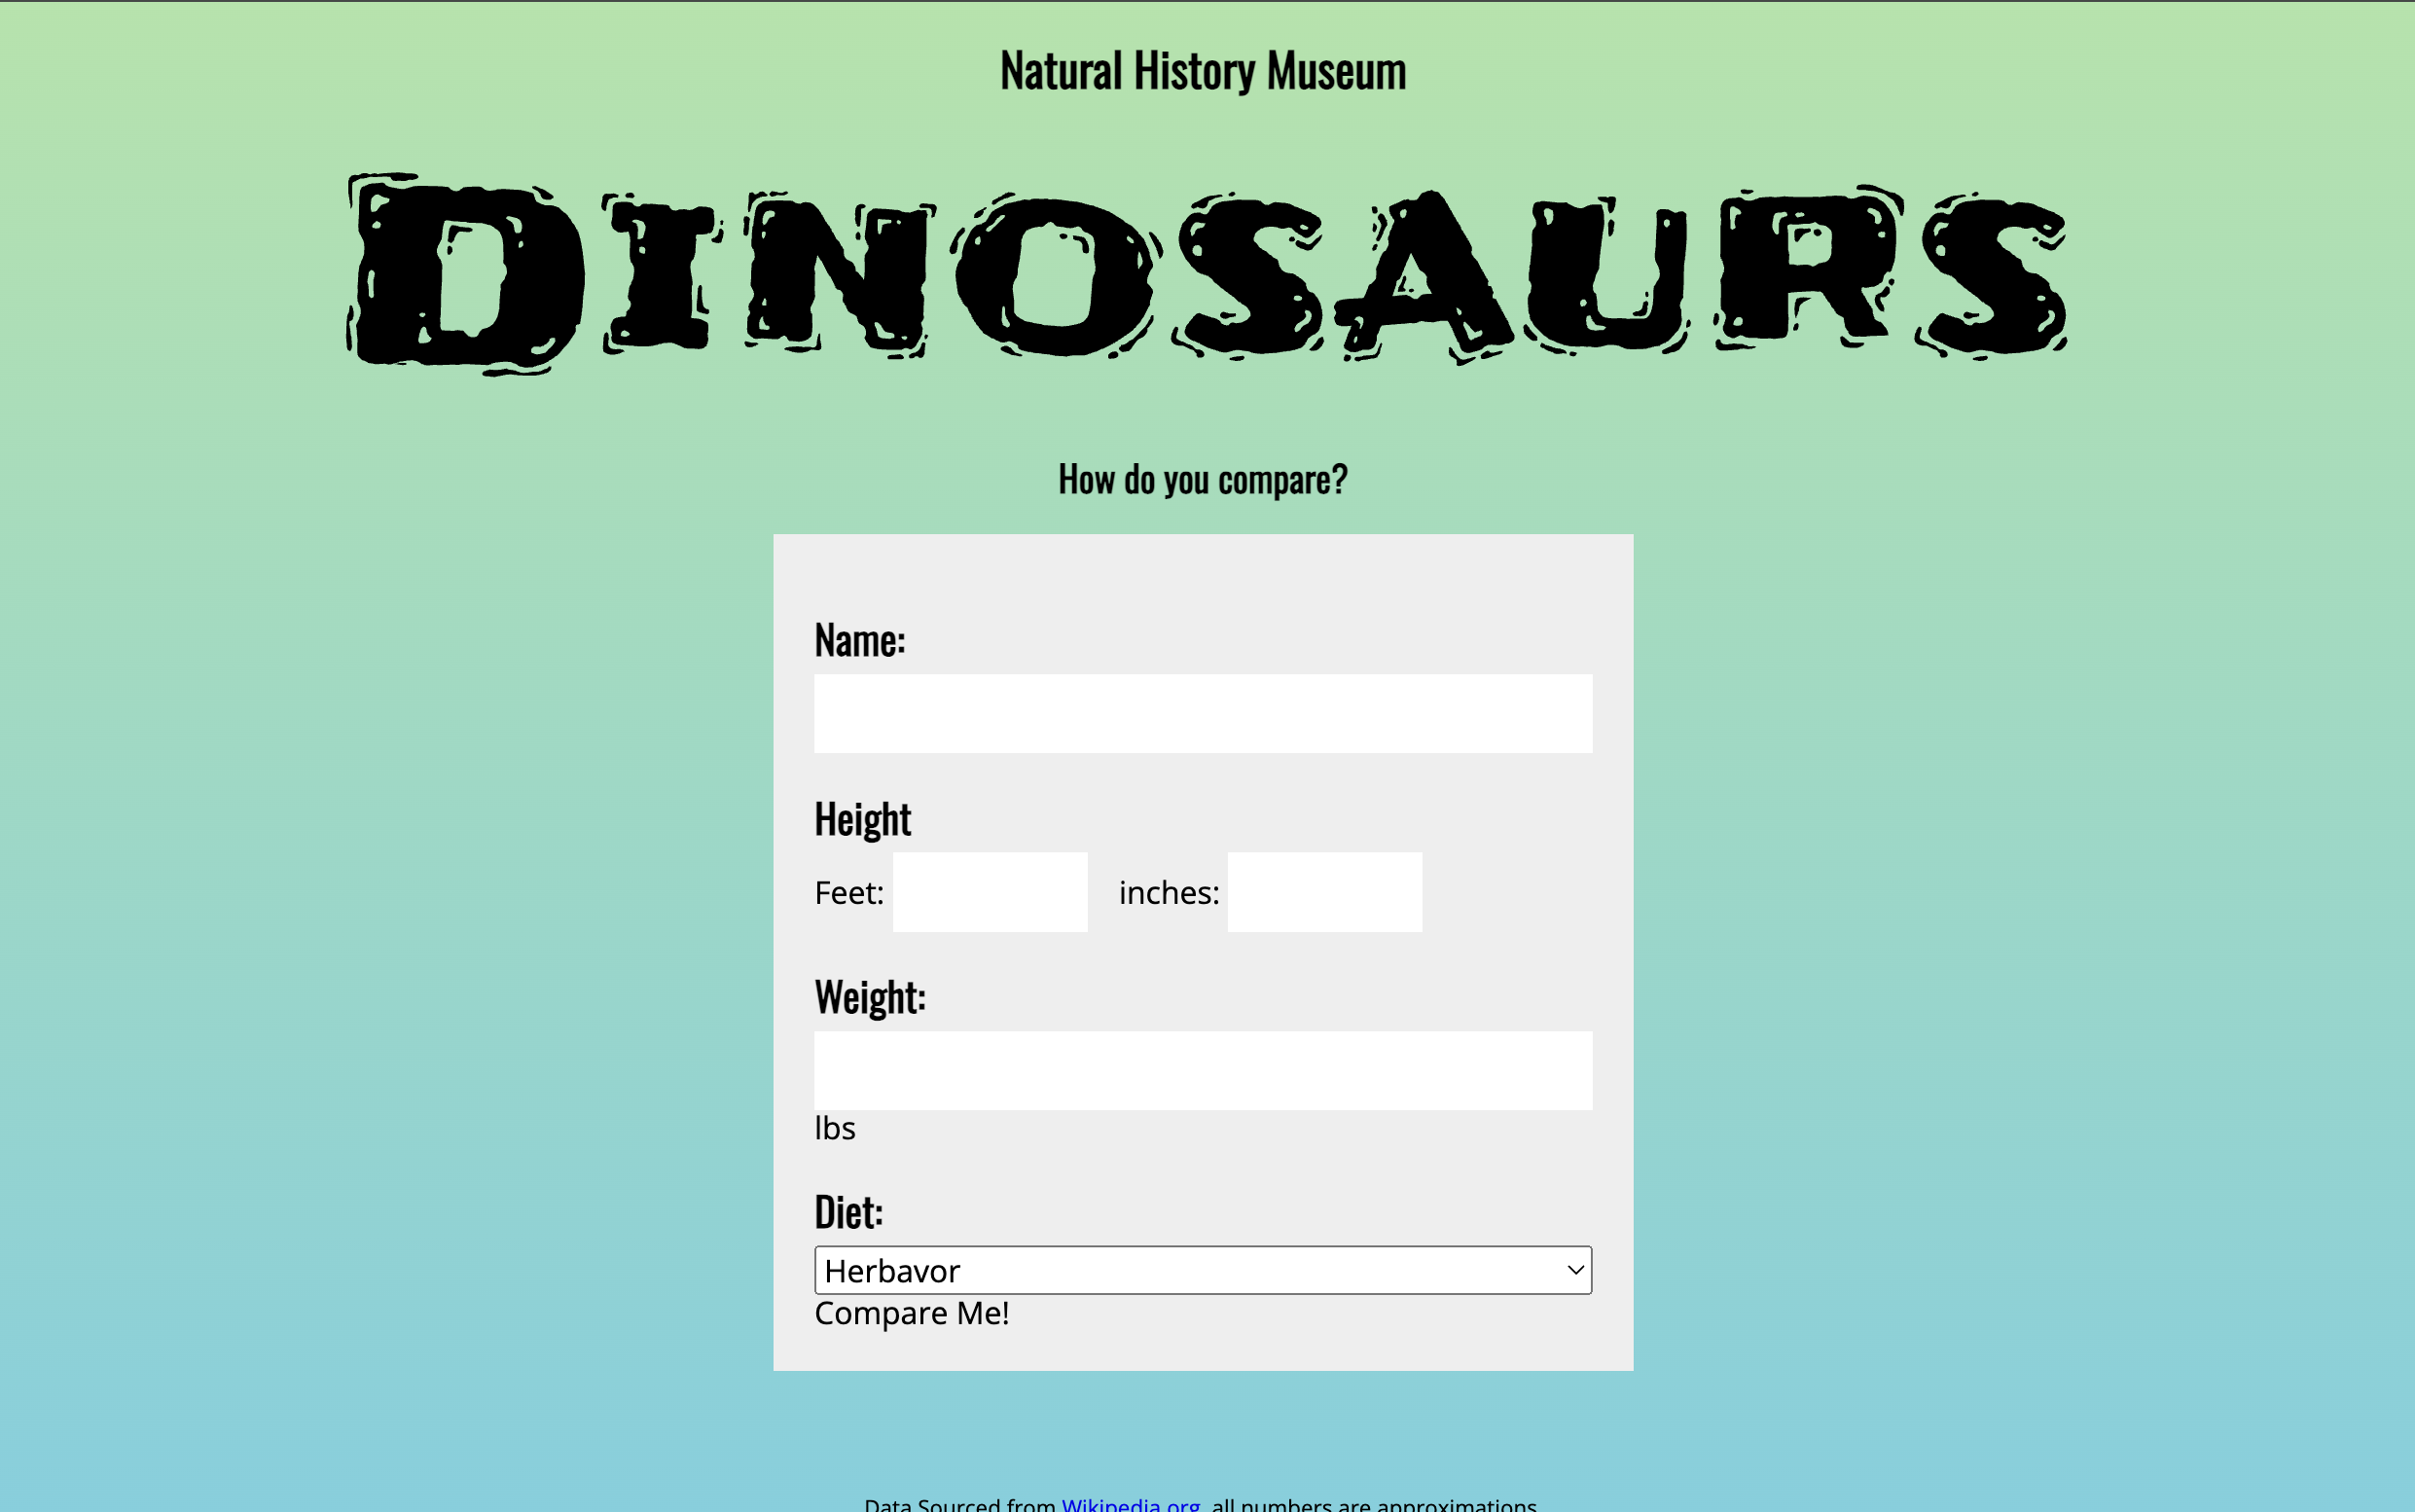 Natural History Museum
DINOSAURS
How do you compare?
Name:
Height
Feet: inches:
Weight:
lbs
Diet:
Herbavor
Compare Me!
Data Sourced from Wikipedia.org, all numbers are approximations.